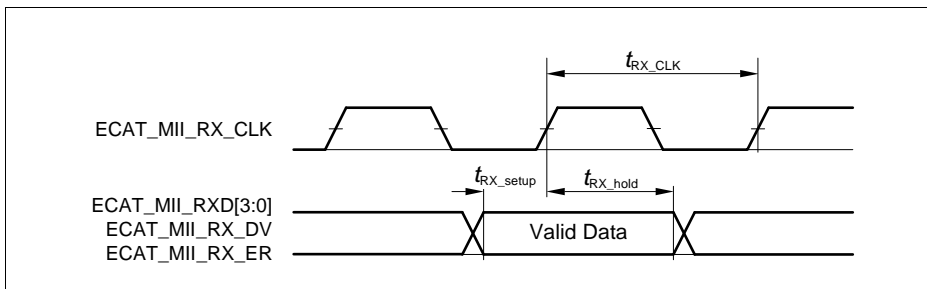 tRX_CLK
ECAT_MII_RX_CLK
tRX_setup
tRX_hold
ECAT_MII_RXD[3:0]
ECAT_MII_RX_DV
Valid Data
ECAT_MII_RX_ER